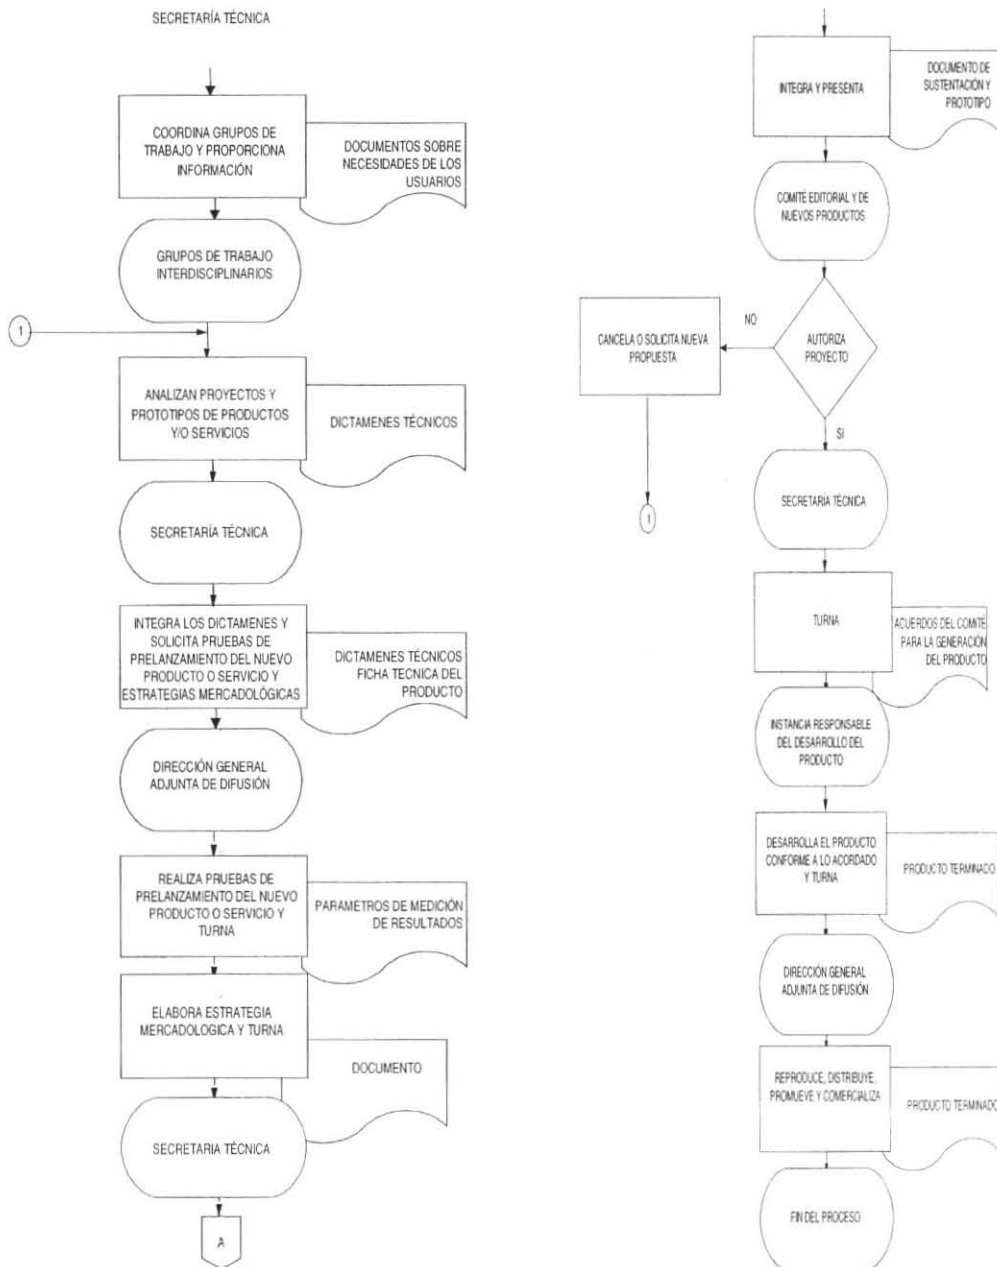 SECRETARÍA TÉCNICA
COORDINA GRUPOS DE
TRABAJO Y PROPORCIONA
INFORMACIÓN
DOCUMENTOS SOBRE
NECESIDADES DE LOS
USUARIOS
GRUPOS DE TRABAJO
INTERDISCIPLINARIOS
1
ANALIZAN PROYECTOS Y
PROTOTIPOS DE PRODUCTOS
Y/O SERVICIOS
DICTAMENES TÉCNICOS
SECRETARÍA TÉCNICA
INTEGRA LOS DICTAMENES Y
SOLICITA PRUEBAS DE
PRELANZAMIENTO DEL NUEVO
PRODUCTO O SERVICIO Y
ESTRATEGIAS MERCADOLÓGICAS
DICTAMENES TÉCNICOS
FICHA TECNICA DEL
PRODUCTO
DIRECCIÓN GENERAL
ADJUNTA DE DIFUSIÓN
REALIZA PRUEBAS DE
PRELANZAMIENTO DEL NUEVO
PRODUCTO O SERVICIO Y
TURNA
PARAMETROS DE MEDICIÓN
DE RESULTADOS
ELABORA ESTRATEGIA
MERCADOLOGICA Y TURNA
DOCUMENTO
SECRETARIA TÉCNICA
A
INTEGRA Y PRESENTA
DOCUMENTO DE
SUSTENTACIÓN Y
PROTOTIPO
COMITÉ EDITORIAL Y DE
NUEVOS PRODUCTOS
AUTORIZA
PROYECTO
NO
CANCELA O SOLICITA NUEVA
PROPUESTA
1
SI
SECRETARIA TÉCNICA
TURNA
ACUERDOS DEL COMITÉ
PARA LA GENERACIÓN
DEL PRODUCTO
INSTANCIA RESPONSABLE
DEL DESARROLLO DEL
PRODUCTO
DESARROLLA EL PRODUCTO
CONFORME A LO ACORDADO
Y TURNA
PRODUCTO TERMINADO
DIRECCIÓN GENERAL
ADJUNTA DE DIFUSIÓN
REPRODUCE, DISTRIBUYE,
PROMUEVE Y COMERCIALIZA
PRODUCTO TERMINADO
FIN DEL PROCESO